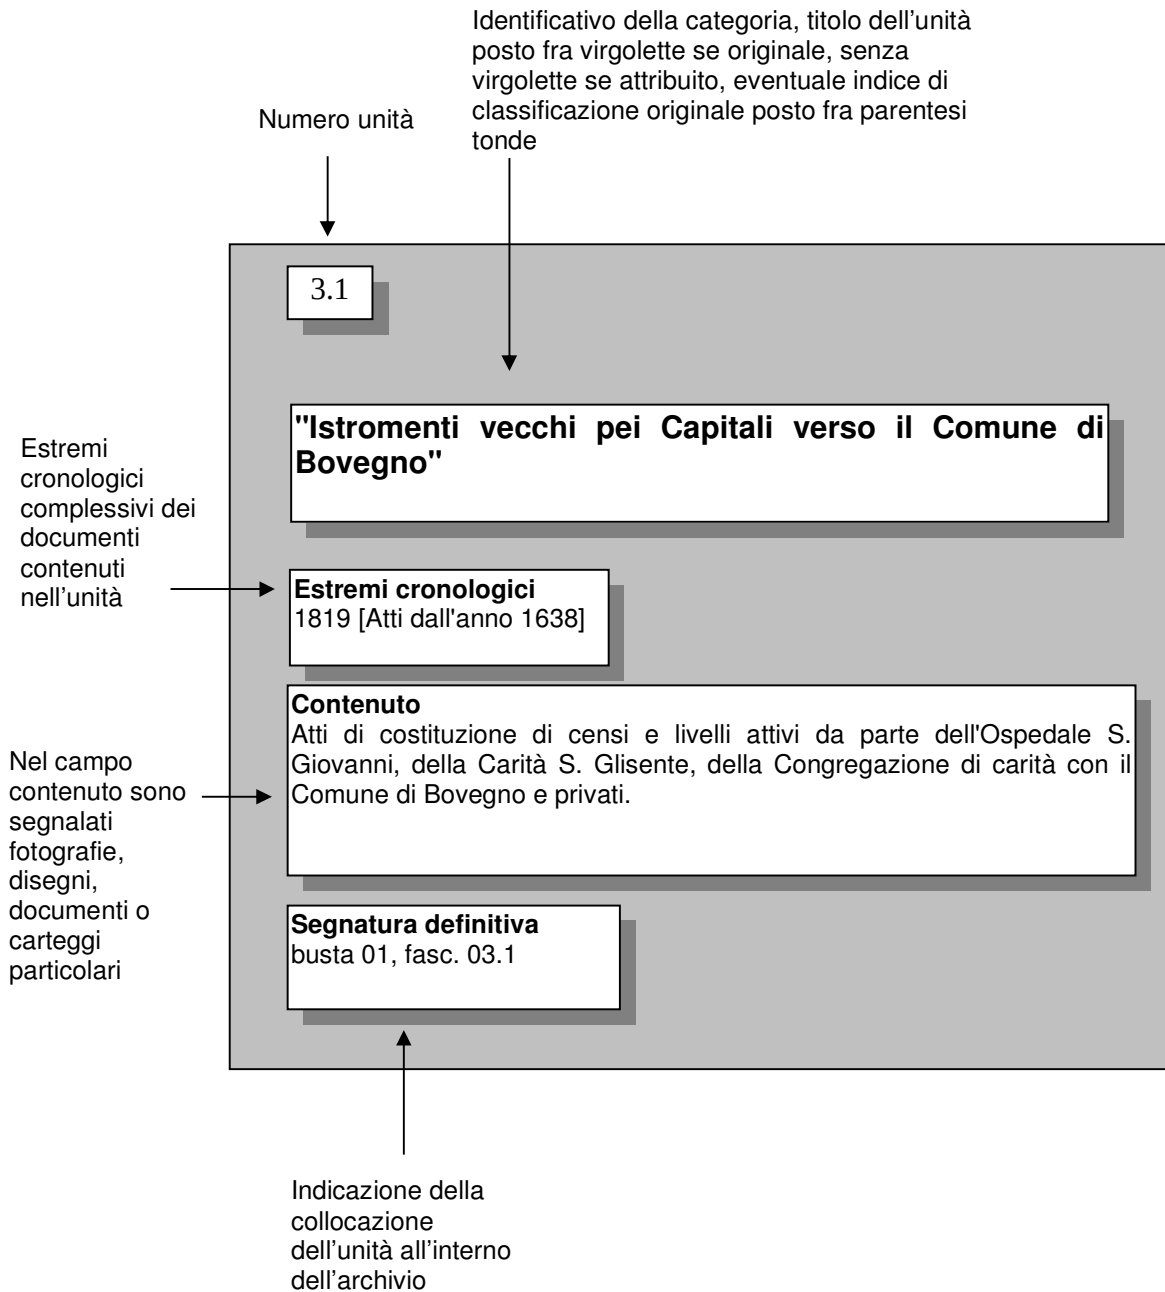 Identificativo della categoria, titolo dell'unità
posto fra virgolette se originale, senza
virgolette se attribuito, eventuale indice di
classificazione originale posto fra parentesi
tonde
Numero unità
3.1
"Istromenti vecchi pei Capitali verso il Comune di
Bovegno"
Estremi
cronologici
complessivi dei
documenti
contenuti
nell'unità
Estremi cronologici
1819 [Atti dall'anno 1638]
Contenuto
Atti di costituzione di censi e livelli attivi da parte dell'Ospedale S.
Giovanni, della Carità S. Glisente, della Congregazione di carità con il
Comune di Bovegno e privati.
Nel campo
contenuto sono
segnalati
fotografie,
disegni,
documenti o
carteggi
particolari
Segnatura definitiva
busta 01, fasc. 03.1
Indicazione della
collocazione
dell'unità all'interno
dell'archivio